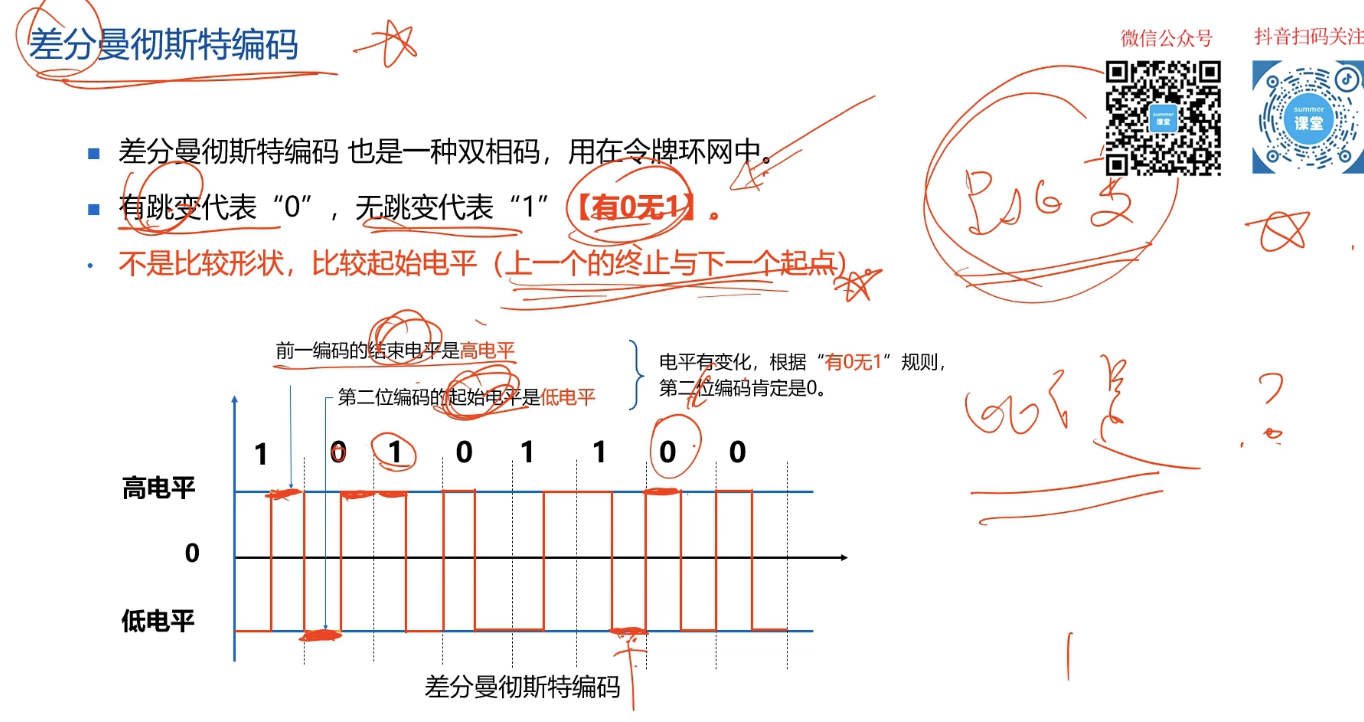 差分曼彻斯特编码
微信公众号
抖音扫码关注
summer
课堂
summer
课堂
差分曼彻斯特编码 也是一种双相码，用在令牌环网中。
有跳变代表“0”，无跳变代表“1”【有0无1】。
不是比较形状，比较起始电平（上一个的终止与下一个起点）
前一编码的结束电平是高电平
第二位编码的起始电平是低电平
电平有变化，根据“有0无1”规则，
第二位编码肯定是0。
1 0 1 0 1 1 0 0
高电平
0
低电平
差分曼彻斯特编码